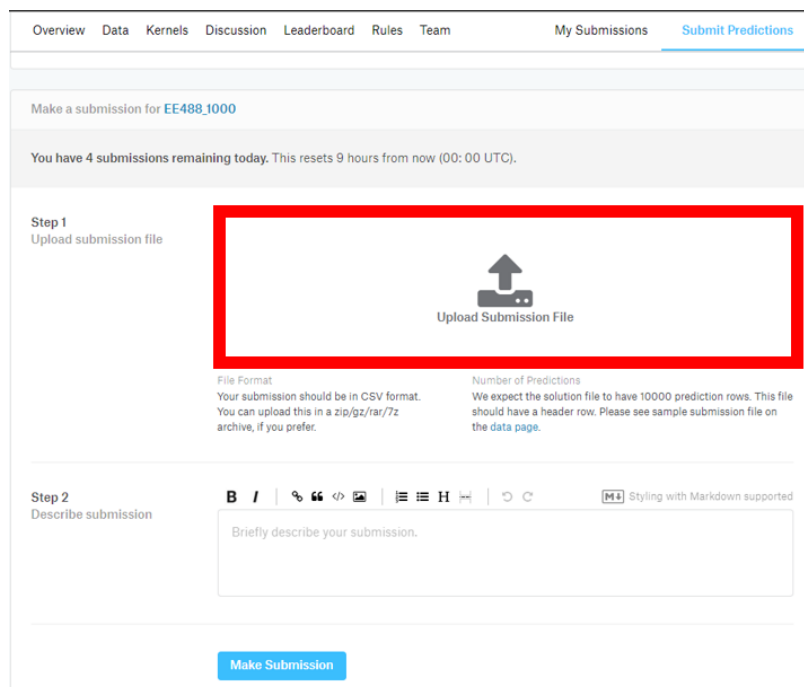 Overview Data Kernels Discussion Leaderboard Rules Team My Submissions Submit Predictions
Make a submission for EE488_1000
You have 4 submissions remaining today. This resets 9 hours from now (00: 00 UTC).
Step 1
Upload submission file
Upload Submission File
File Format
Your submission should be in CSV format.
You can upload this in a zip/gz/rar/7z
archive, if you prefer.
Number of Predictions
We expect the solution file to have 10000 prediction rows. This file
should have a header row. Please see sample submission file on
the data page.
Step 2
Describe submission
B I H M Styling with Markdown supported
Briefly describe your submission.
Make Submission